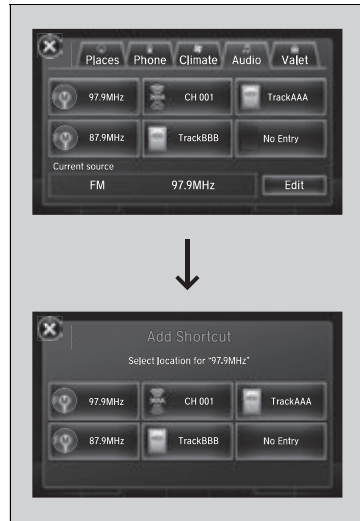 Places Phone Climate Audio Valet
97.9MHz CH 001 TrackAAA
87.9MHz TrackBBB No Entry
Current source
FM 97.9MHz Edit
Add Shortcut
Select location for “97.9MHz”
97.9MHz CH 001 TrackAAA
87.9MHz TrackBBB No Entry